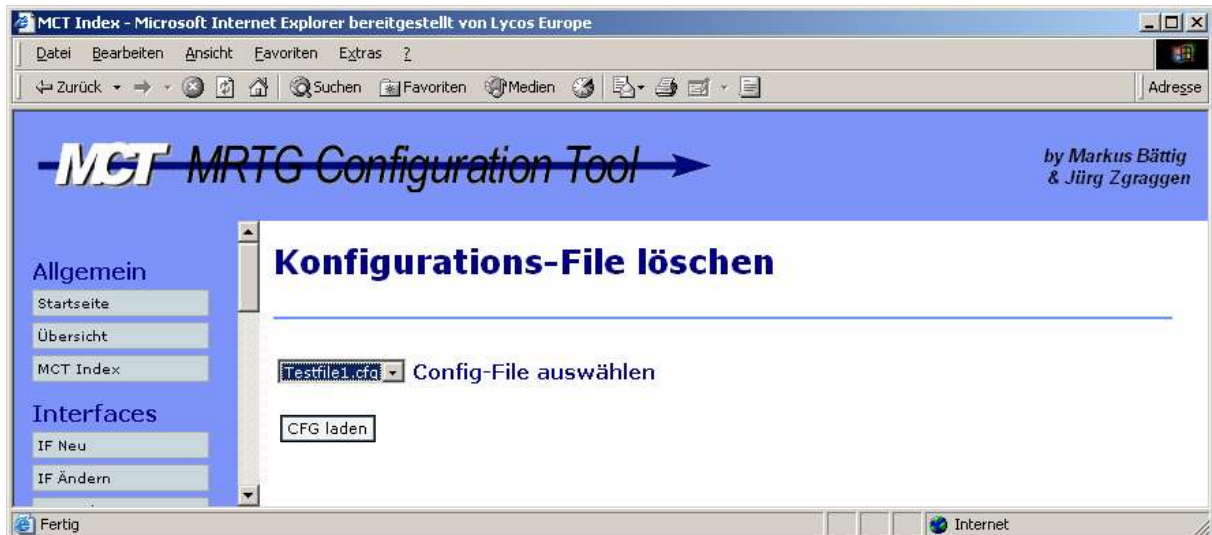 MCT Index - Microsoft Internet Explorer bereitgestellt von Lycos Europe
Datei Bearbeiten Ansicht Favoriten Extras ?
Zurück Suchen Favoriten Medien Adresse
MCT MRTG Configuration Tool
by Markus Bättig
& Jürg Zgraggen
Allgemein
Startseite
Übersicht
MCT Index
Interfaces
IF Neu
IF Ändern
Konfigurations-File löschen
Testfile1.cfg Config-File auswählen
CFG laden
Fertig Internet